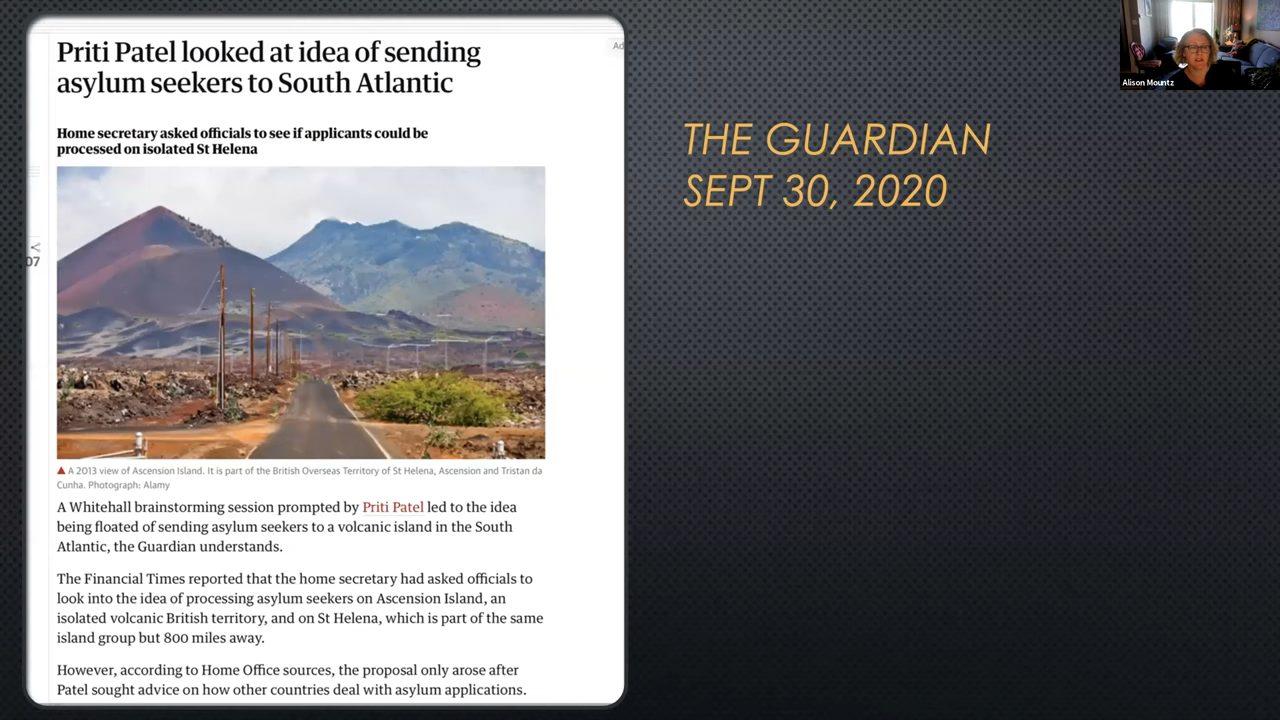 Priti Patel looked at idea of sending
asylum seekers to South Atlantic
Ad
Home secretary asked officials to see if applicants could be
processed on isolated St Helena
07
▲ A 2013 view of Ascension Island. It is part of the British Overseas Territory of St Helena, Ascension and Tristan da
Cunha. Photograph: Alamy
A Whitehall brainstorming session prompted by Priti Patel led to the idea
being floated of sending asylum seekers to a volcanic island in the South
Atlantic, the Guardian understands.
The Financial Times reported that the home secretary had asked officials to
look into the idea of processing asylum seekers on Ascension Island, an
isolated volcanic British territory, and on St Helena, which is part of the same
island group but 800 miles away.
However, according to Home Office sources, the proposal only arose after
Patel sought advice on how other countries deal with asylum applications.
THE GUARDIAN
SEPT 30, 2020
Alison Mountz